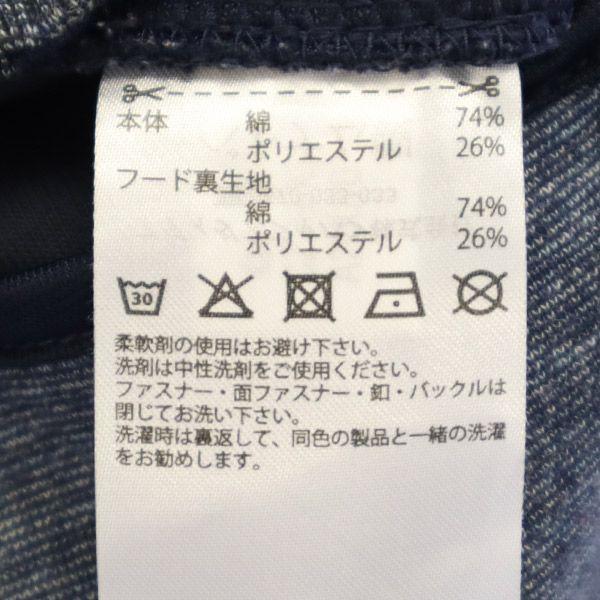 本体 綿 74%
ポリエステル 26%
フード裏生地
綿 74%
ポリエステル 26%
30
柔軟剤の使用はお避け下さい。
洗剤は中性洗剤をご使用ください。
ファスナー・面ファスナー・釦・バックルは
閉じてお洗い下さい。
洗濯時は裏返して、同色の製品と一緒の洗濯
をお勧めします。